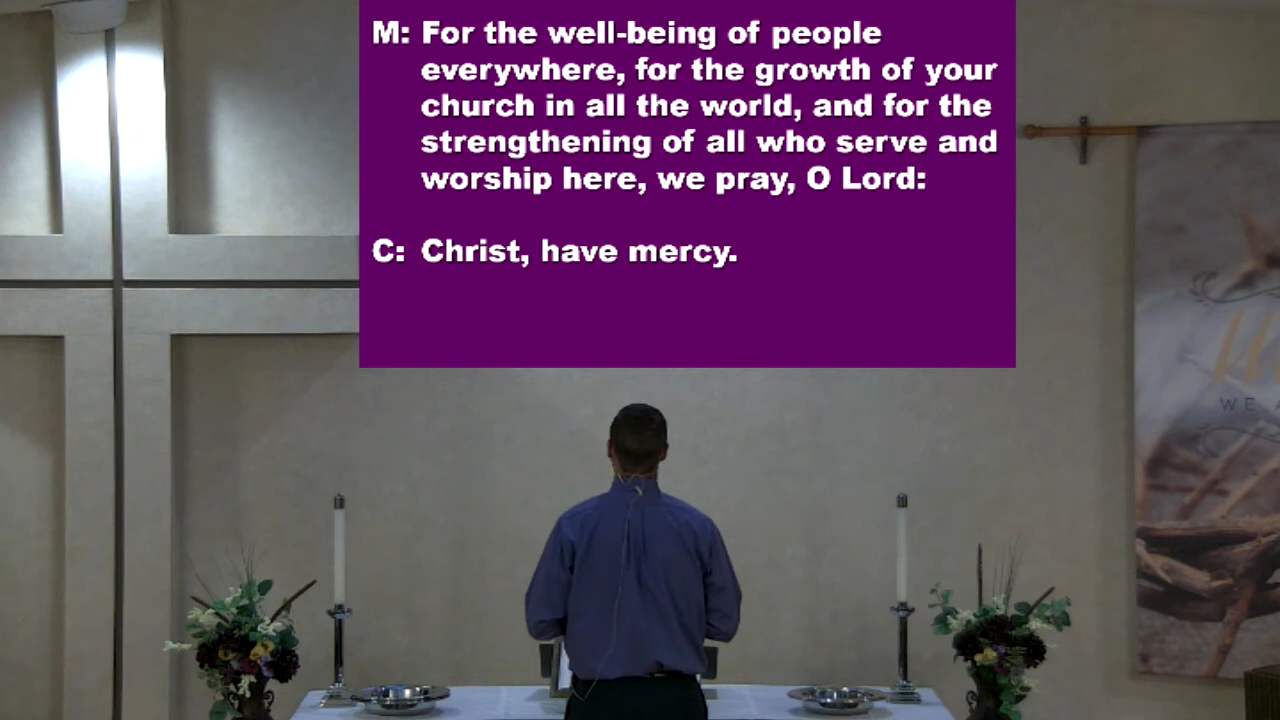 M: For the well-being of people
everywhere, for the growth of your
church in all the world, and for the
strengthening of all who serve and
worship here, we pray, O Lord:
C: Christ, have mercy.
WE